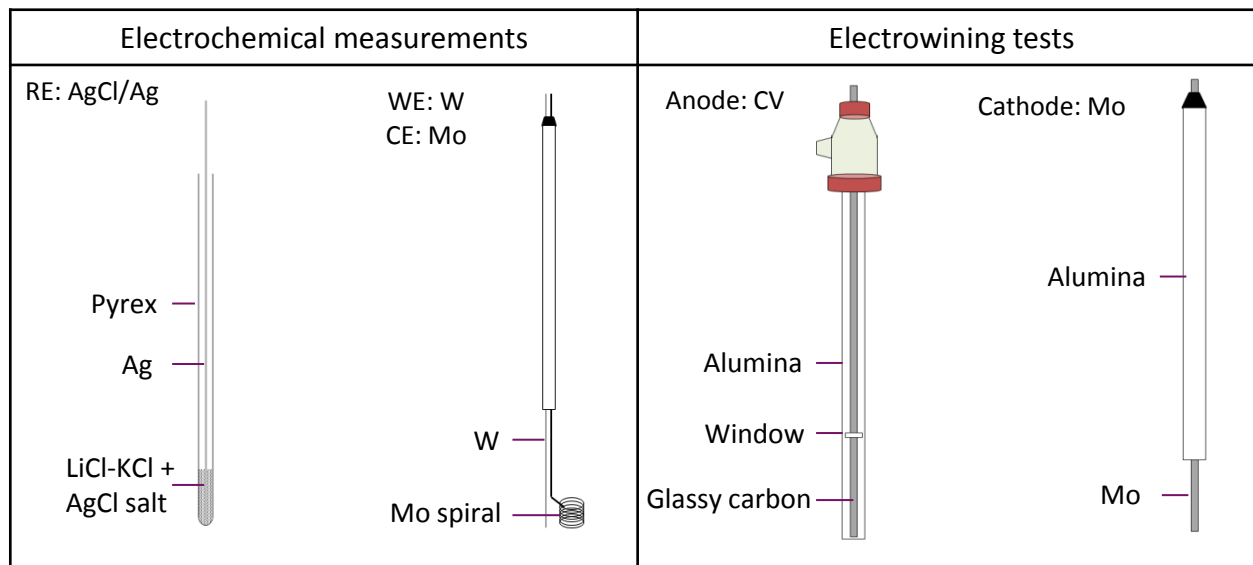 Electrochemical measurements
Electrowining tests
RE: AgCl/Ag
WE: W
CE: Mo
Pyrex
Ag
LiCl-KCl +
AgCl salt
W
Mo spiral
Anode: CV
Cathode: Mo
Alumina
Window
Glassy carbon
Alumina
Mo